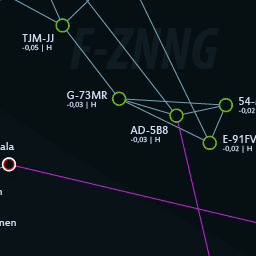 F-ZNNG
TJM-JJ
-0,05 | H
G-73MR
-0,03 | H
54-
AD-5B8
-0,03 | H
E-91FV
-0,02 | H
-0,02 | H
ala
n
nen